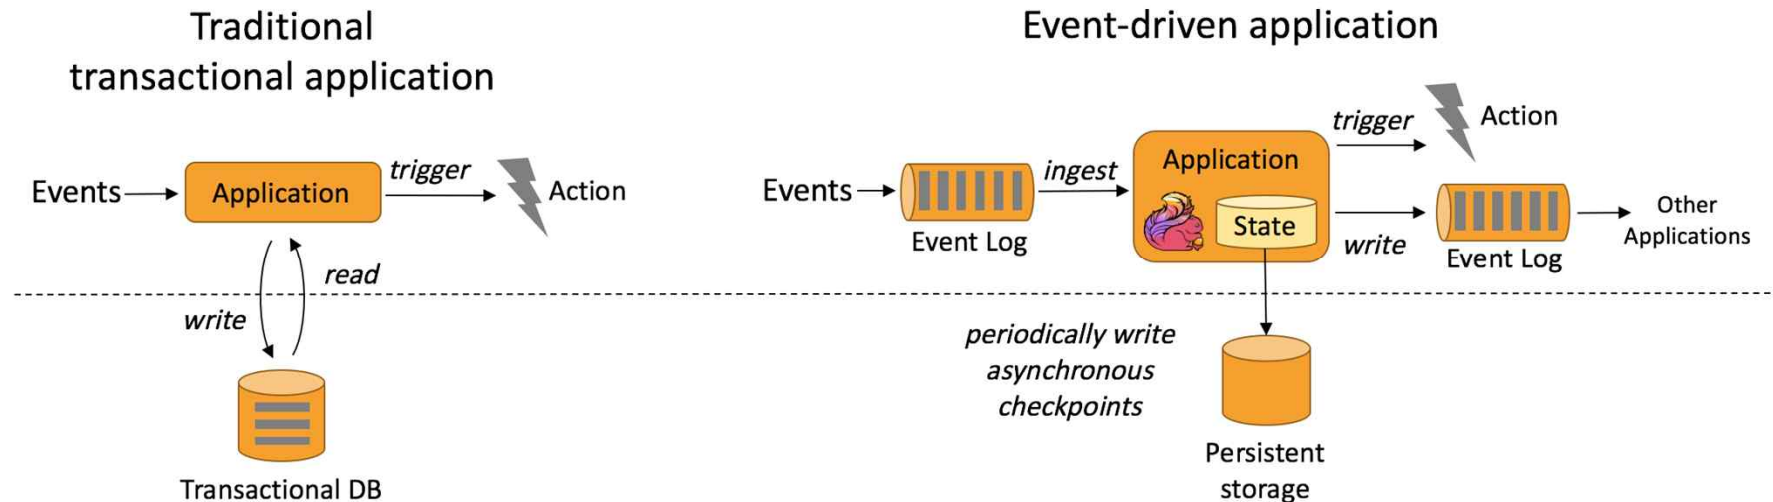 Traditional
transactional application
Events
Application
trigger
Action
read
write
Transactional DB
Event-driven application
Events
Event Log
ingest
Application
State
trigger
Action
write
Event Log
Other
Applications
periodically write
asynchronous
checkpoints
Persistent
storage